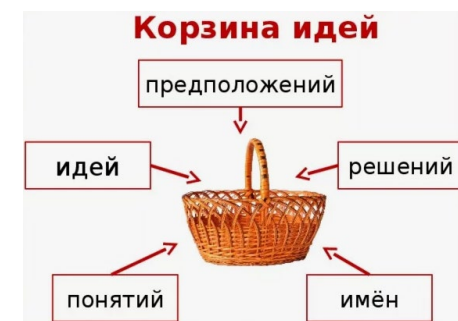 Корзина идей
предположений
идей
решений
понятий
имён